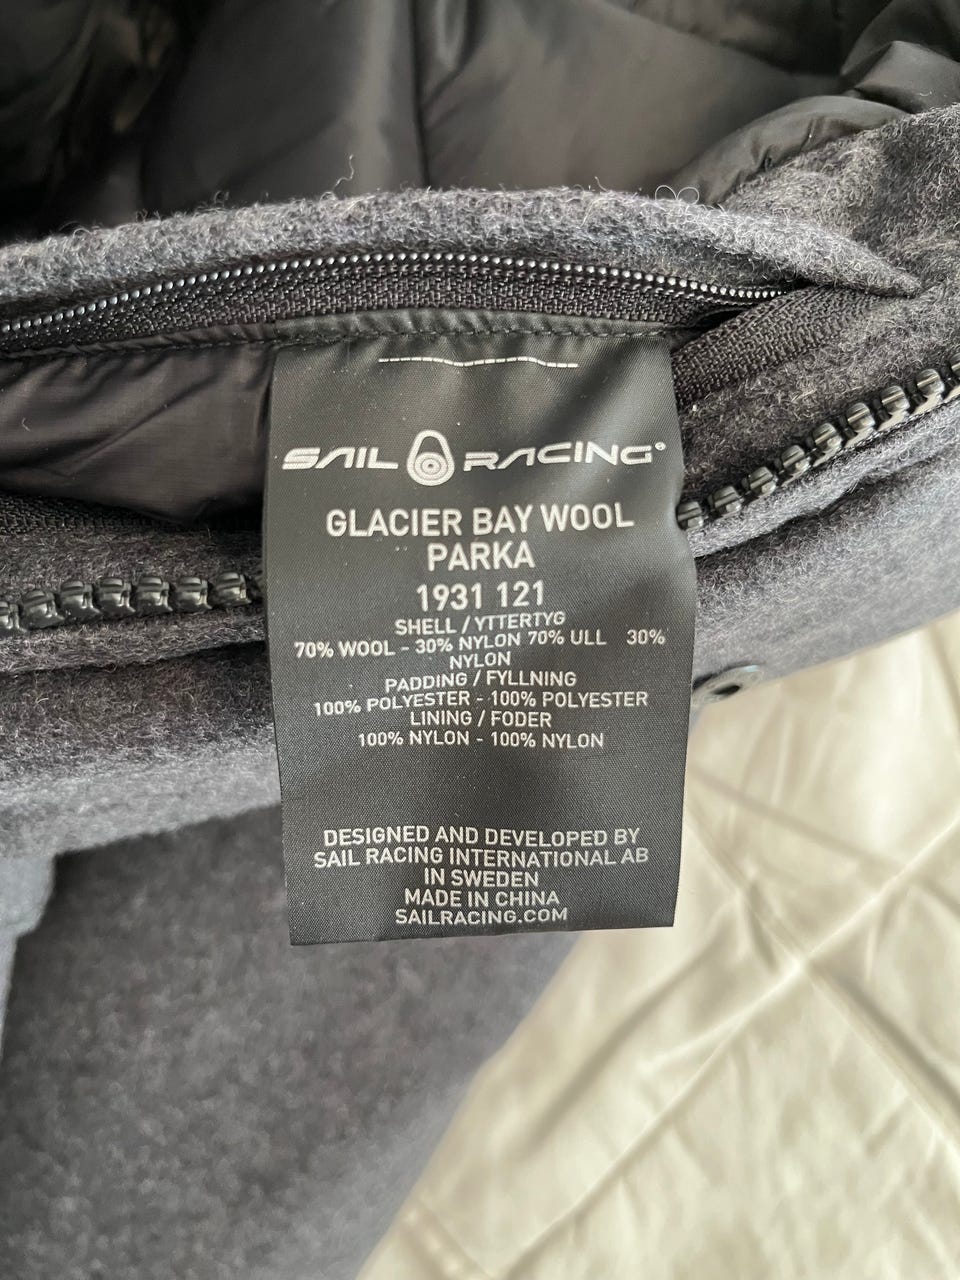 SAIL RACING®
GLACIER BAY WOOL
PARKA
1931 121
SHELL / YTTERTYG
70% WOOL - 30% NYLON 70% ULL 30%
NYLON
PADDING / FYLLNING
100% POLYESTER - 100% POLYESTER
LINING / FODER
100% NYLON - 100% NYLON
DESIGNED AND DEVELOPED BY
SAIL RACING INTERNATIONAL AB
IN SWEDEN
MADE IN CHINA
SAILRACING.COM